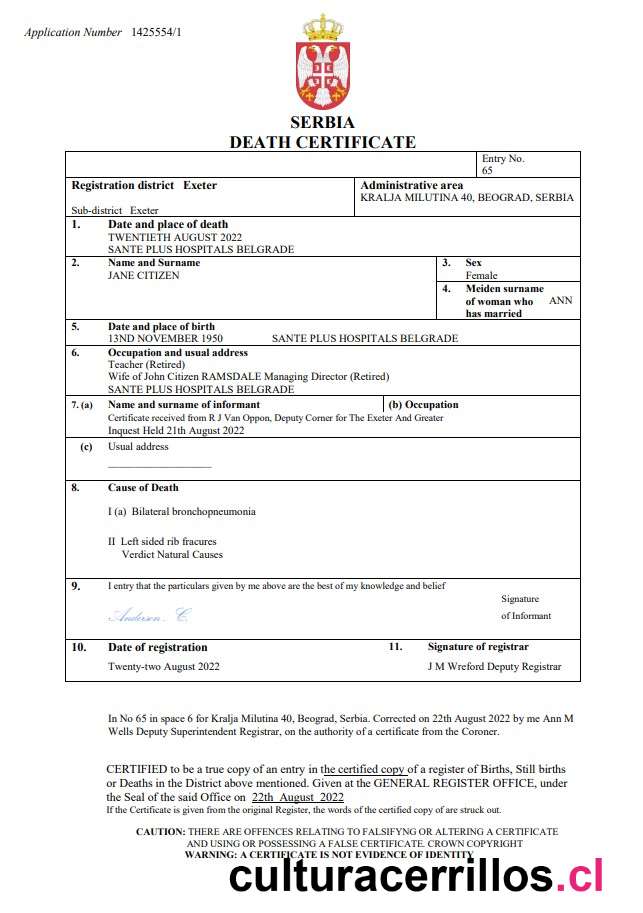 Application Number 1425554/1
SERBIA
DEATH CERTIFICATE
Entry No.
65
Registration district Exeter
Sub-district Exeter
Administrative area
KRALJA MILUTINA 40, BEOGRAD, SERBIA
1. Date and place of death
TWENTIETH AUGUST 2022
SANTE PLUS HOSPITALS BELGRADE
2. Name and Surname
JANE CITIZEN
3. Sex
Female
4. Meiden surname
of woman who ANN
has married
5. Date and place of birth
13ND NOVEMBER 1950 SANTE PLUS HOSPITALS BELGRADE
6. Occupation and usual address
Teacher (Retired)
Wife of John Citizen RAMSDALE Managing Director (Retired)
SANTE PLUS HOSPITALS BELGRADE
7. (a) Name and surname of informant (b) Occupation
Certificate received from R J Van Oppon, Deputy Corner for The Exeter And Greater
Inquest Held 21th August 2022
(c) Usual address
8. Cause of Death
I (a) Bilateral bronchopneumonia
II Left sided rib fracures
Verdict Natural Causes
9. I entry that the particulars given by me above are the best of my knowledge and belief
Signature
Anderson . C. of Informant
10. Date of registration 11. Signature of registrar
Twenty-two August 2022 J M Wreford Deputy Registrar
In No 65 in space 6 for Kralja Milutina 40, Beograd, Serbia. Corrected on 22th August 2022 by me Ann M
Wells Deputy Superintendent Registrar, on the authority of a certificate from the Coroner.
CERTIFIED to be a true copy of an entry in the certified copy of a register of Births, Still births
or Deaths in the District above mentioned. Given at the GENERAL REGISTER OFFICE, under
the Seal of the said Office on 22th August 2022
If the Certificate is given from the original Register, the words of the certified copy of are struck out.
CAUTION: THERE ARE OFFENCES RELATING TO FALSIFYNG OR ALTERING A CERTIFICATE
AND USING OR POSSESSING A FALSE CERTIFICATE. CROWN COPYRIGHT
WARNING: A CERTIFICATE IS NOT EVIDENCE OF IDENTITY
culturacerrillos.cl